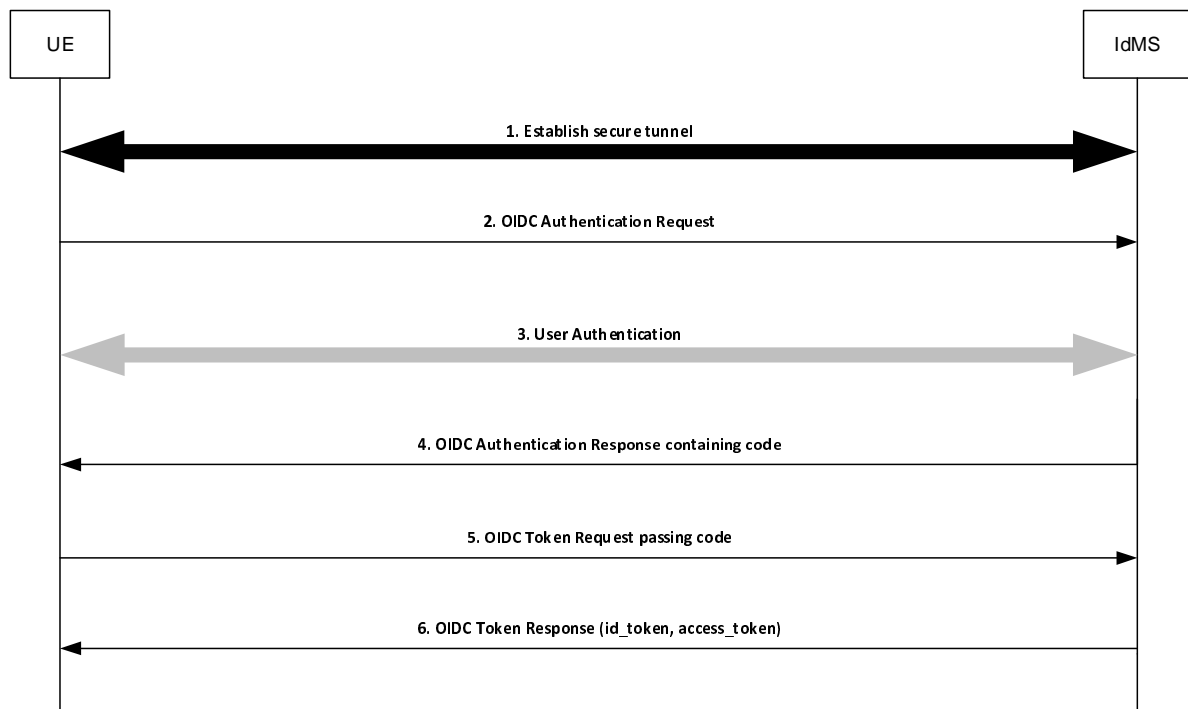 UE
IdMS
1. Establish secure tunnel
2. OIDC Authentication Request
3. User Authentication
4. OIDC Authentication Response containing code
5. OIDC Token Request passing code
6. OIDC Token Response (id_token, access_token)